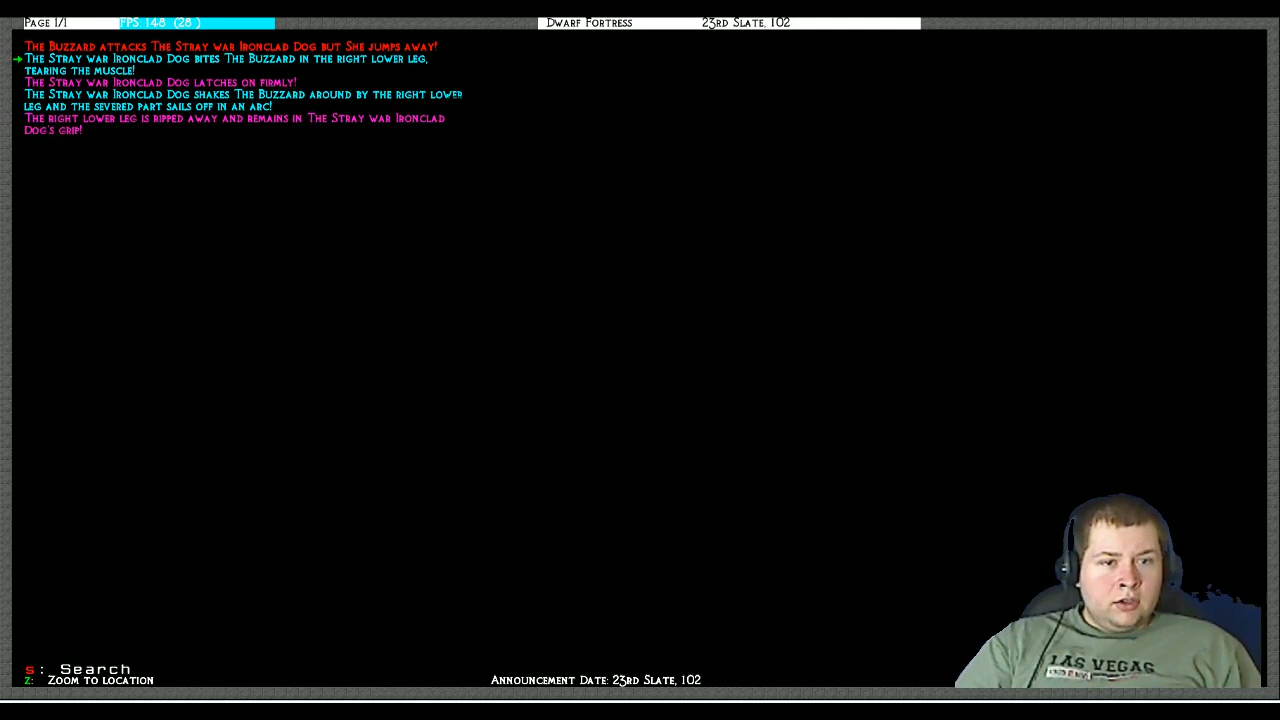 Page 1/1 FPS: 148 (28 ) Dwarf Fortress 23rd Slate, 102
The Buzzard attacks The Stray war Ironclad Dog but She jumps away!
The Stray war Ironclad Dog bites The Buzzard in the right lower leg,
tearing the muscle!
The Stray war Ironclad Dog latches on firmly!
The Stray war Ironclad Dog shakes The Buzzard around by the right lower
leg and the severed part sails off in an arc!
The right lower leg is ripped away and remains in The Stray war Ironclad
Dog's grip!
LAS VEGAS
s: Search
z: Zoom to location Announcement Date: 23rd Slate, 102